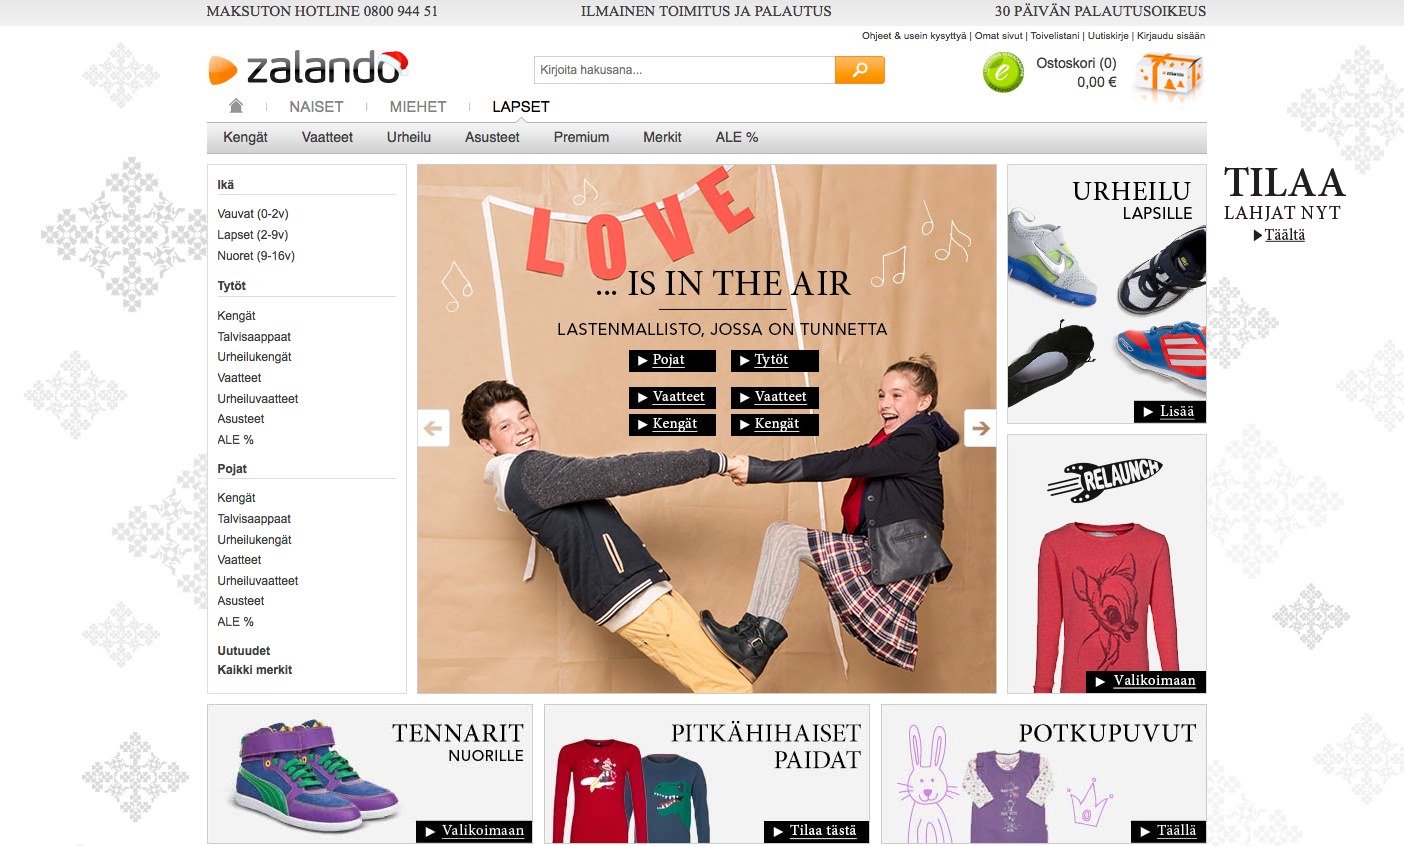 MAKSUTON HOTLINE 0800 944 51
ILMAINEN TOIMITUS JA PALAUTUS
30 PÄIVÄN PALAUTUSOIKEUS
Ohjeet & usein kysyttyä | Omat sivut | Toivelistani | Uutiskirje | Kirjaudu sisään
zalando
Kirjoita hakusana...
e
Ostoskori (0)
0,00 €
zalando
NAISET
MIEHET
LAPSET
Kengät
Vaatteet
Urheilu
Asusteet
Premium
Merkit
ALE %
Ikä
Vauvat (0-2v)
Lapset (2-9v)
Nuoret (9-16v)
Tytöt
Kengät
Talvisaappaat
Urheilukengät
Vaatteet
Urheiluvaatteet
Asusteet
ALE %
Pojat
Kengät
Talvisaappaat
Urheilukengät
Vaatteet
Urheiluvaatteet
Asusteet
ALE %
Uutuudet
Kaikki merkit
LOVE
... IS IN THE AIR
LASTENMALLISTO, JOSSA ON TUNNETTA
Pojat
Tytöt
Vaatteet
Vaatteet
Kengät
Kengät
URHEILU
LAPSILLE
Lisää
TILAA
LAHJAT NYT
Täältä
RELAUNCH
Valikoimaan
TENNARIT
NUORILLE
Valikoimaan
PITKÄHIHAISET
PAIDAT
Tilaa tästä
POTKUPUVUT
Täällä